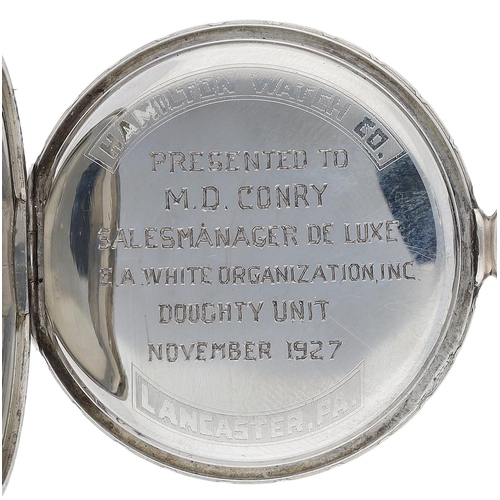 HAMILTON WATCH CO.
PRESENTED TO
M.D. CONRY
SALESMANAGER DE LUXE
E.A. WHITE ORGANIZATION, INC
DOUGHTY UNIT
NOVEMBER 1927
LANCASTER, PA.